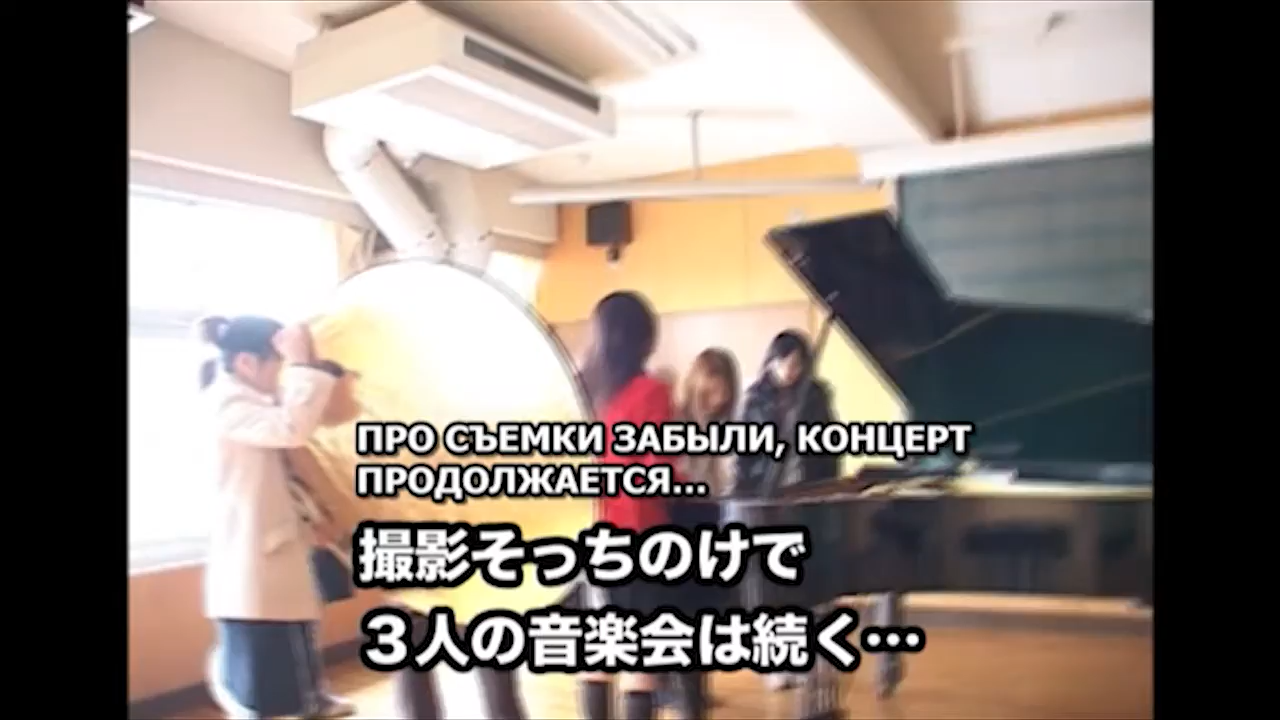 ПРО СЪЕМКИ ЗАБЫЛИ, КОНЦЕРТ
ПРОДОЛЖАЕТСЯ...
撮影そっちのけで
３人の音楽会は続く…